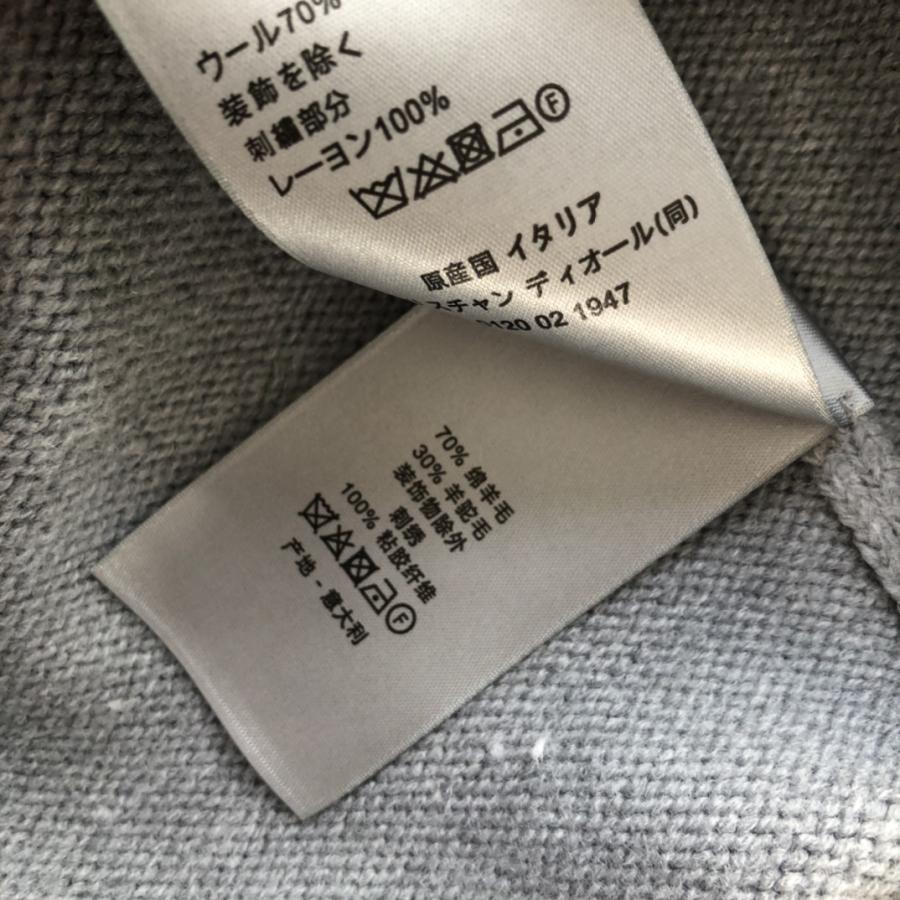 ウール70%
装飾を除く
刺繍部分
レーヨン100%
原産国 イタリア
スチャン ディオール(同)
0120 02 1947
70% 绵羊毛
30% 羊驼毛
装饰物除外
刺绣
100% 粘胶纤维
产地 - 意大利